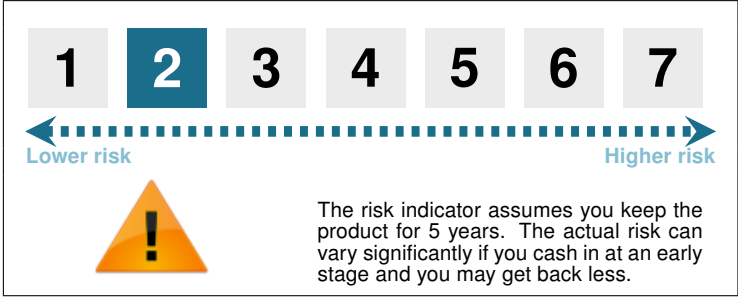 1 2 3 4 5 6 7
Lower risk Higher risk
!
The risk indicator assumes you keep the
product for 5 years. The actual risk can
vary significantly if you cash in at an early
stage and you may get back less.